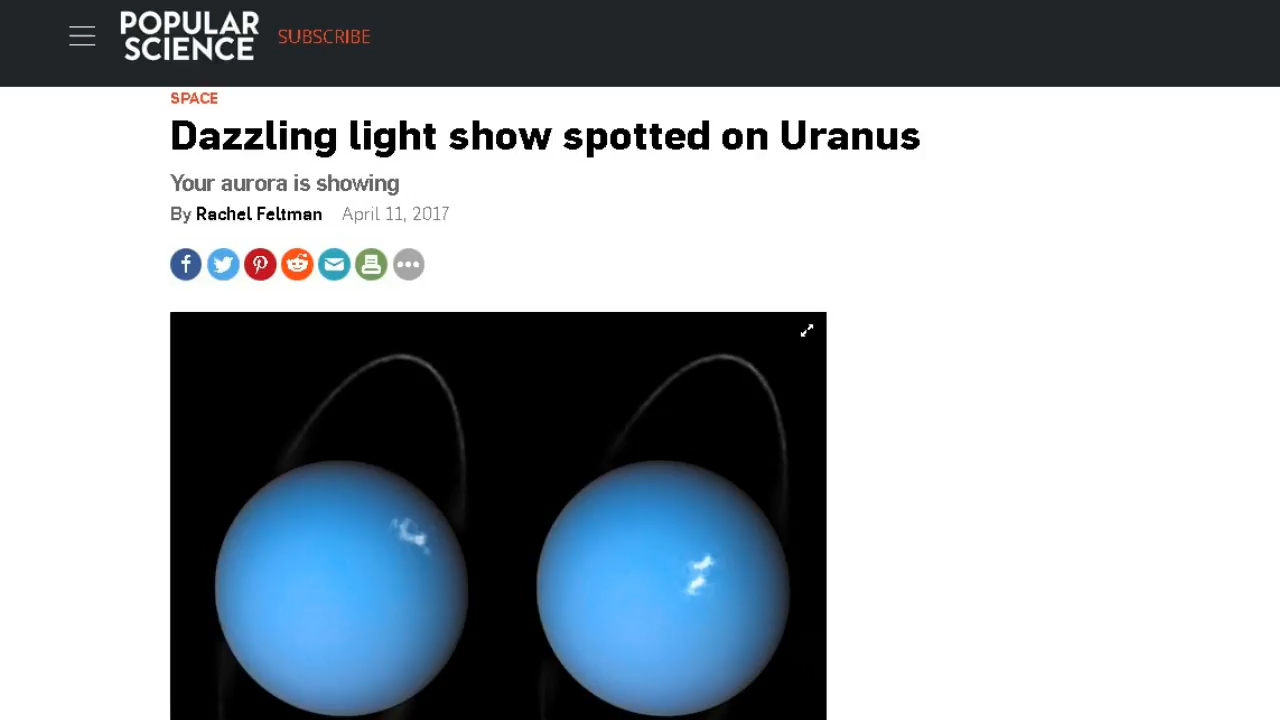 POPULAR
SCIENCE
SUBSCRIBE
SPACE
Dazzling light show spotted on Uranus
Your aurora is showing
By Rachel Feltman April 11, 2017